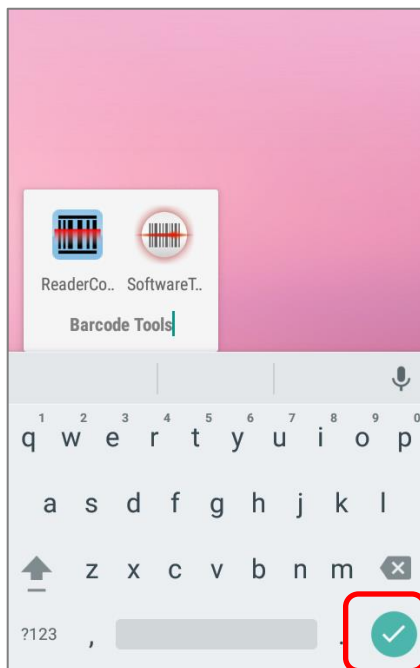 ReaderCo.. SoftwareT..
Barcode Tools
1 2 3 4 5 6 7 8 9 0
q w e r t y u i o p
a s d f g h j k l
z x c v b n m
?123 , .